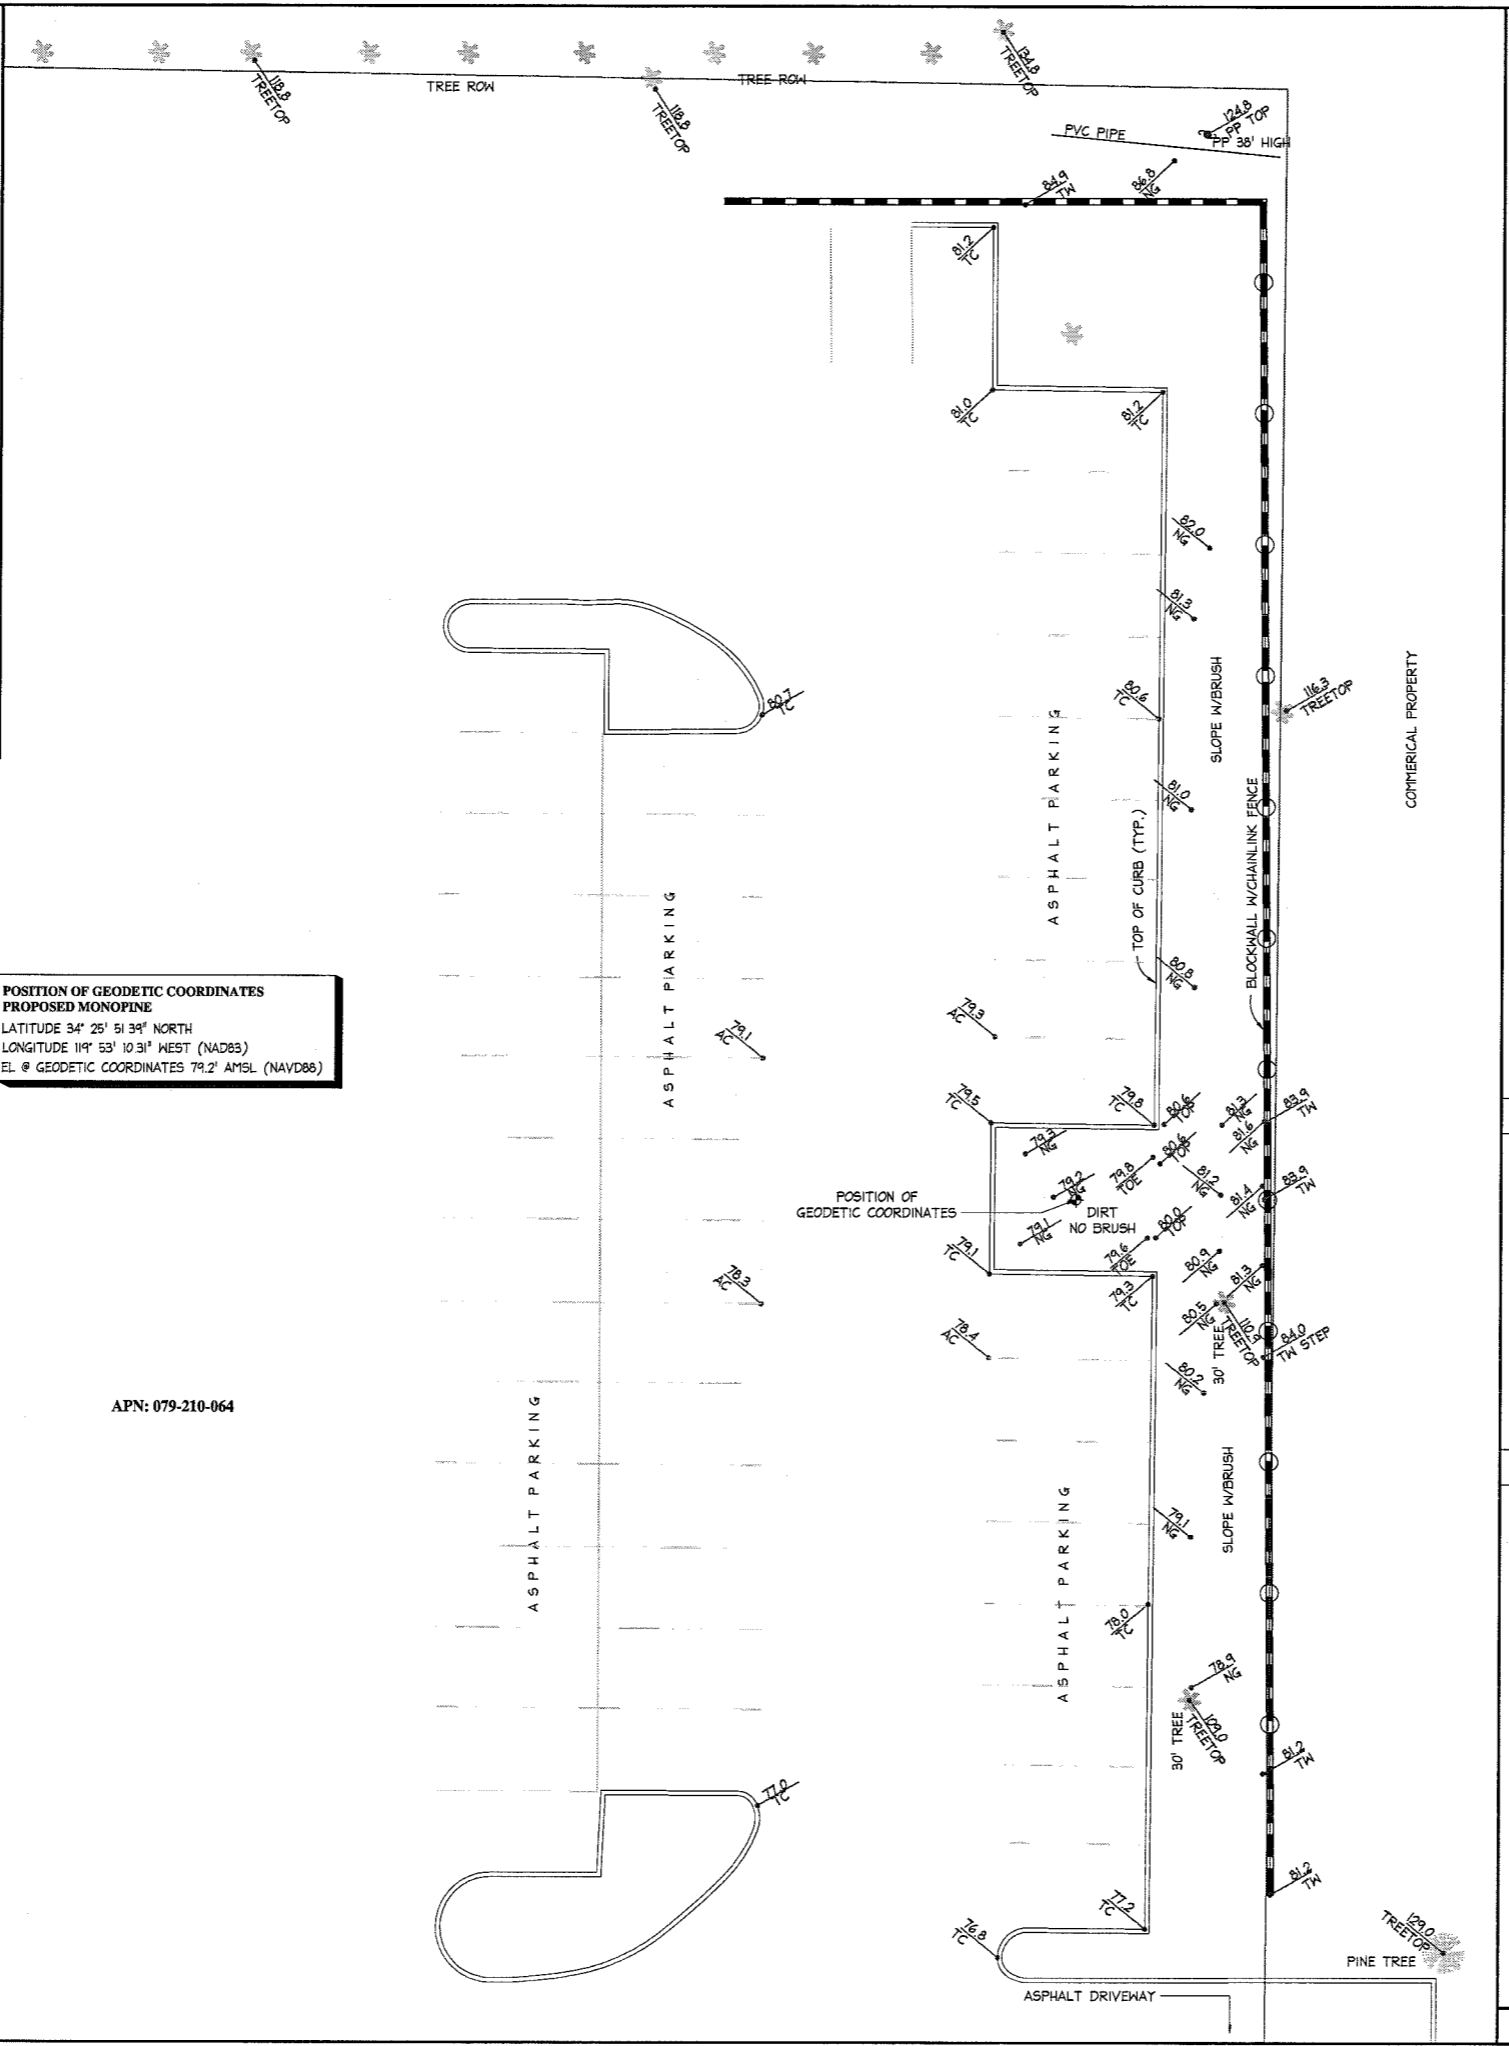 118.8
TREETOP
TREE ROW
118.8
TREETOP
TREE ROW
134.8
TREETOP
124.8
PP TOP
PP 38' HIGH
PVC PIPE
84.9
TW
86.8
NG
81.2
TC
81.0
TC
81.2
TC
82.0
NG
81.3
NG
80.6
TC
80.7
TC
SLOPE W/BRUSH
116.3
TREETOP
COMMERICAL PROPERTY
ASPHALT PARKING
81.0
NG
TOP OF CURB (TYP.)
BLOCKWALL W/CHAINLINK FENCE
ASPHALT PARKING
80.8
NG
POSITION OF GEODETIC COORDINATES
PROPOSED MONOPINE
LATITUDE 34° 25' 51.39" NORTH
LONGITUDE 119° 53' 10.31" WEST (NAD83)
EL @ GEODETIC COORDINATES 79.2' AMSL (NAVD88)
79.1
AC
79.3
AC
79.5
TC
79.8
TC
80.6
TOP
81.3
NG
83.9
TW
81.6
NG
79.3
NG
80.6
TOP
79.8
TOE
81.2
NG
83.9
TW
81.4
NG
79.2
NG
POSITION OF
GEODETIC COORDINATES
DIRT
NO BRUSH
79.1
NG
80.0
TOP
79.6
TOE
80.9
NG
81.3
NG
79.1
TC
79.3
TC
78.3
AC
80.5
NG
TREETOP
30' TREE
84.0
TW STEP
78.4
AC
80.2
NG
APN: 079-210-064
ASPHALT PARKING
SLOPE W/BRUSH
ASPHALT PARKING
79.1
NG
78.0
TC
78.9
NG
30' TREE
109.0
TREETOP
81.2
TW
77.0
TC
81.2
TW
77.2
TC
76.8
TC
129.0
TREETOP
PINE TREE
ASPHALT DRIVEWAY